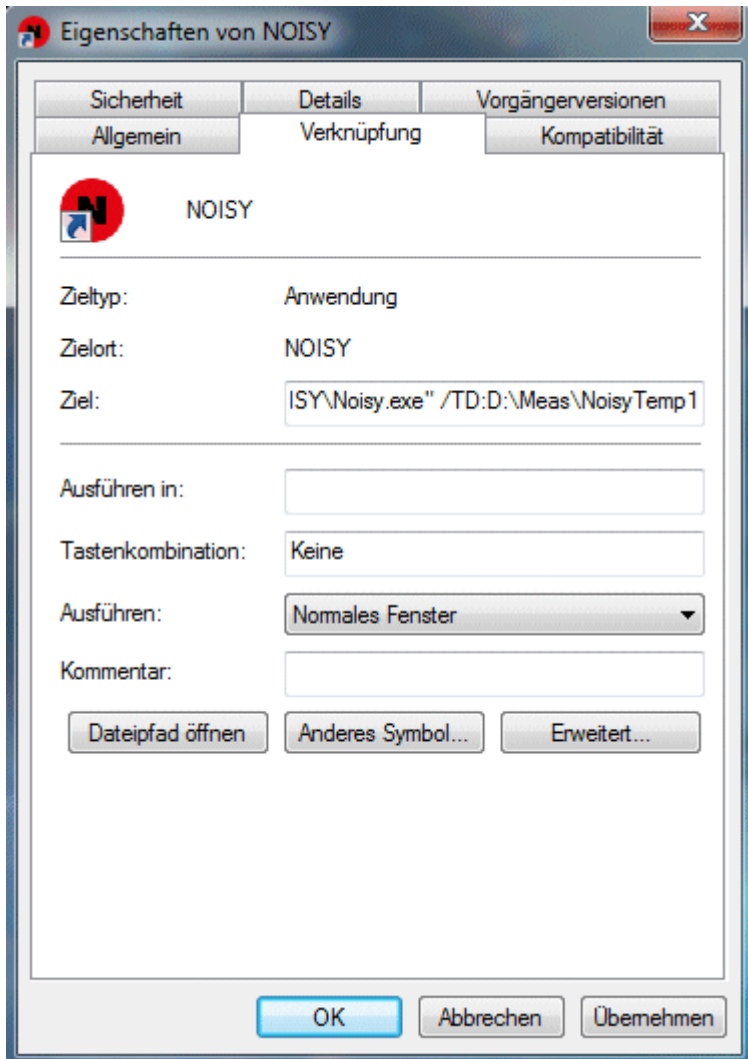 Eigenschaften von NOISY
Sicherheit Details Vorgängerversionen
Allgemein Verknüpfung Kompatibilität
N NOISY
Zieltyp: Anwendung
Zielort: NOISY
Ziel: ISY\Noisy.exe" /TD:D:\Meas\NoisyTemp1
Ausführen in:
Tastenkombination: Keine
Ausführen: Normales Fenster
Kommentar:
Dateipfad öffnen Anderes Symbol... Erweitert...
OK Abbrechen Übernehmen